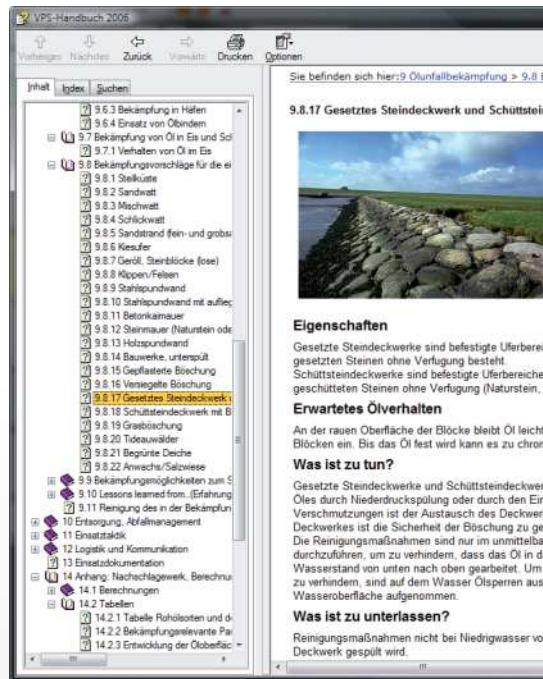 VPS-Handbuch 2006
Vorheriges Nächstes Zurück Vorwärts Drucken Optionen
Inhalt Index Suchen
9.6.3 Bekämpfung in Häfen
9.6.4 Einsatz von Ölbindern
9.7 Bekämpfung von Öl in Eis und Sch
9.7.1 Verhalten von Öl im Eis
9.8 Bekämpfungsvorschläge für die ei
9.8.1 Steilküste
9.8.2 Sandwatt
9.8.3 Mischwatt
9.8.4 Schlickwatt
9.8.5 Sandstrand (fein- und grobsa
9.8.6 Kiesufer
9.8.7 Geröll, Steinblöcke (lose)
9.8.8 Klippen/Felsen
9.8.9 Stahlspundwand
9.8.10 Stahlspundwand mit auflieg
9.8.11 Betonkaimauer
9.8.12 Steinmauer (Naturstein ode
9.8.13 Holzspundwand
9.8.14 Bauwerke, unterspült
9.8.15 Gepflasterte Böschung
9.8.16 Versiegelte Böschung
9.8.17 Gesetztes Steindeckwerk u
9.8.18 Schüttsteindeckwerk mit B
9.8.19 Grasböschung
9.8.20 Tideauwälder
9.8.21 Begrünte Deiche
9.8.22 Anwachs/Salzwiese
9.9 Bekämpfungsmöglichkeiten zum S
9.10 Lessons learned from..(Erfahrung
9.11 Reinigung des in der Bekämpfun
10 Entsorgung, Abfallmanagement
11 Einsatztaktik
12 Logistik und Kommunikation
13 Einsatzdokumentation
14 Anhang: Nachschlagewerk, Berechnu
14.1 Berechnungen
14.2 Tabellen
14.2.1 Tabelle Rohölsorten und de
14.2.2 Bekämpfungsrelevante Pa
14.2.3 Entwicklung der Öloberfläc
Sie befinden sich hier:9 Ölunfallbekämpfung > 9.8 B
9.8.17 Gesetztes Steindeckwerk und Schüttstein
Eigenschaften
Gesetzte Steindeckwerke sind befestigte Uferberei
gesetzten Steinen ohne Verfugung besteht.
Schüttsteindeckwerke sind befestigte Uferbereiche
geschütteten Steinen ohne Verfugung (Naturstein,
Erwartetes Ölverhalten
An der rauen Oberfläche der Blöcke bleibt Öl leicht
Blöcken ein. Bis das Öl fest wird kann es zu chron
Was ist zu tun?
Gesetzte Steindeckwerke und Schüttsteindeckwer
Öles durch Niederdruckspülung oder durch den Ein
Verschmutzungen ist der Austausch des Deckwerk
Deckwerkes ist die Sicherheit der Böschung zu ge
Die Reinigungsmaßnahmen sind nur im unmittelba
durchzuführen, um zu verhindern, dass das Öl in d
Wasserstand von unten nach oben gearbeitet. Um
zu verhindern, sind auf dem Wasser Ölsperren aus
Wasseroberfläche aufgenommen.
Was ist zu unterlassen?
Reinigungsmaßnahmen nicht bei Niedrigwasser vo
Deckwerk gespült wird.